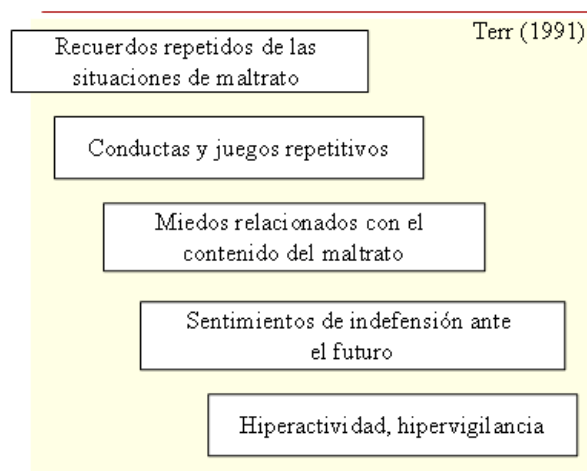 Terr (1991)
Recuerdos repetidos de las
situaciones de maltrato
Conductas y juegos repetitivos
Miedos relacionados con el
contenido del maltrato
Sentimientos de indefensión ante
el futuro
Hiperactividad, hipervigilancia